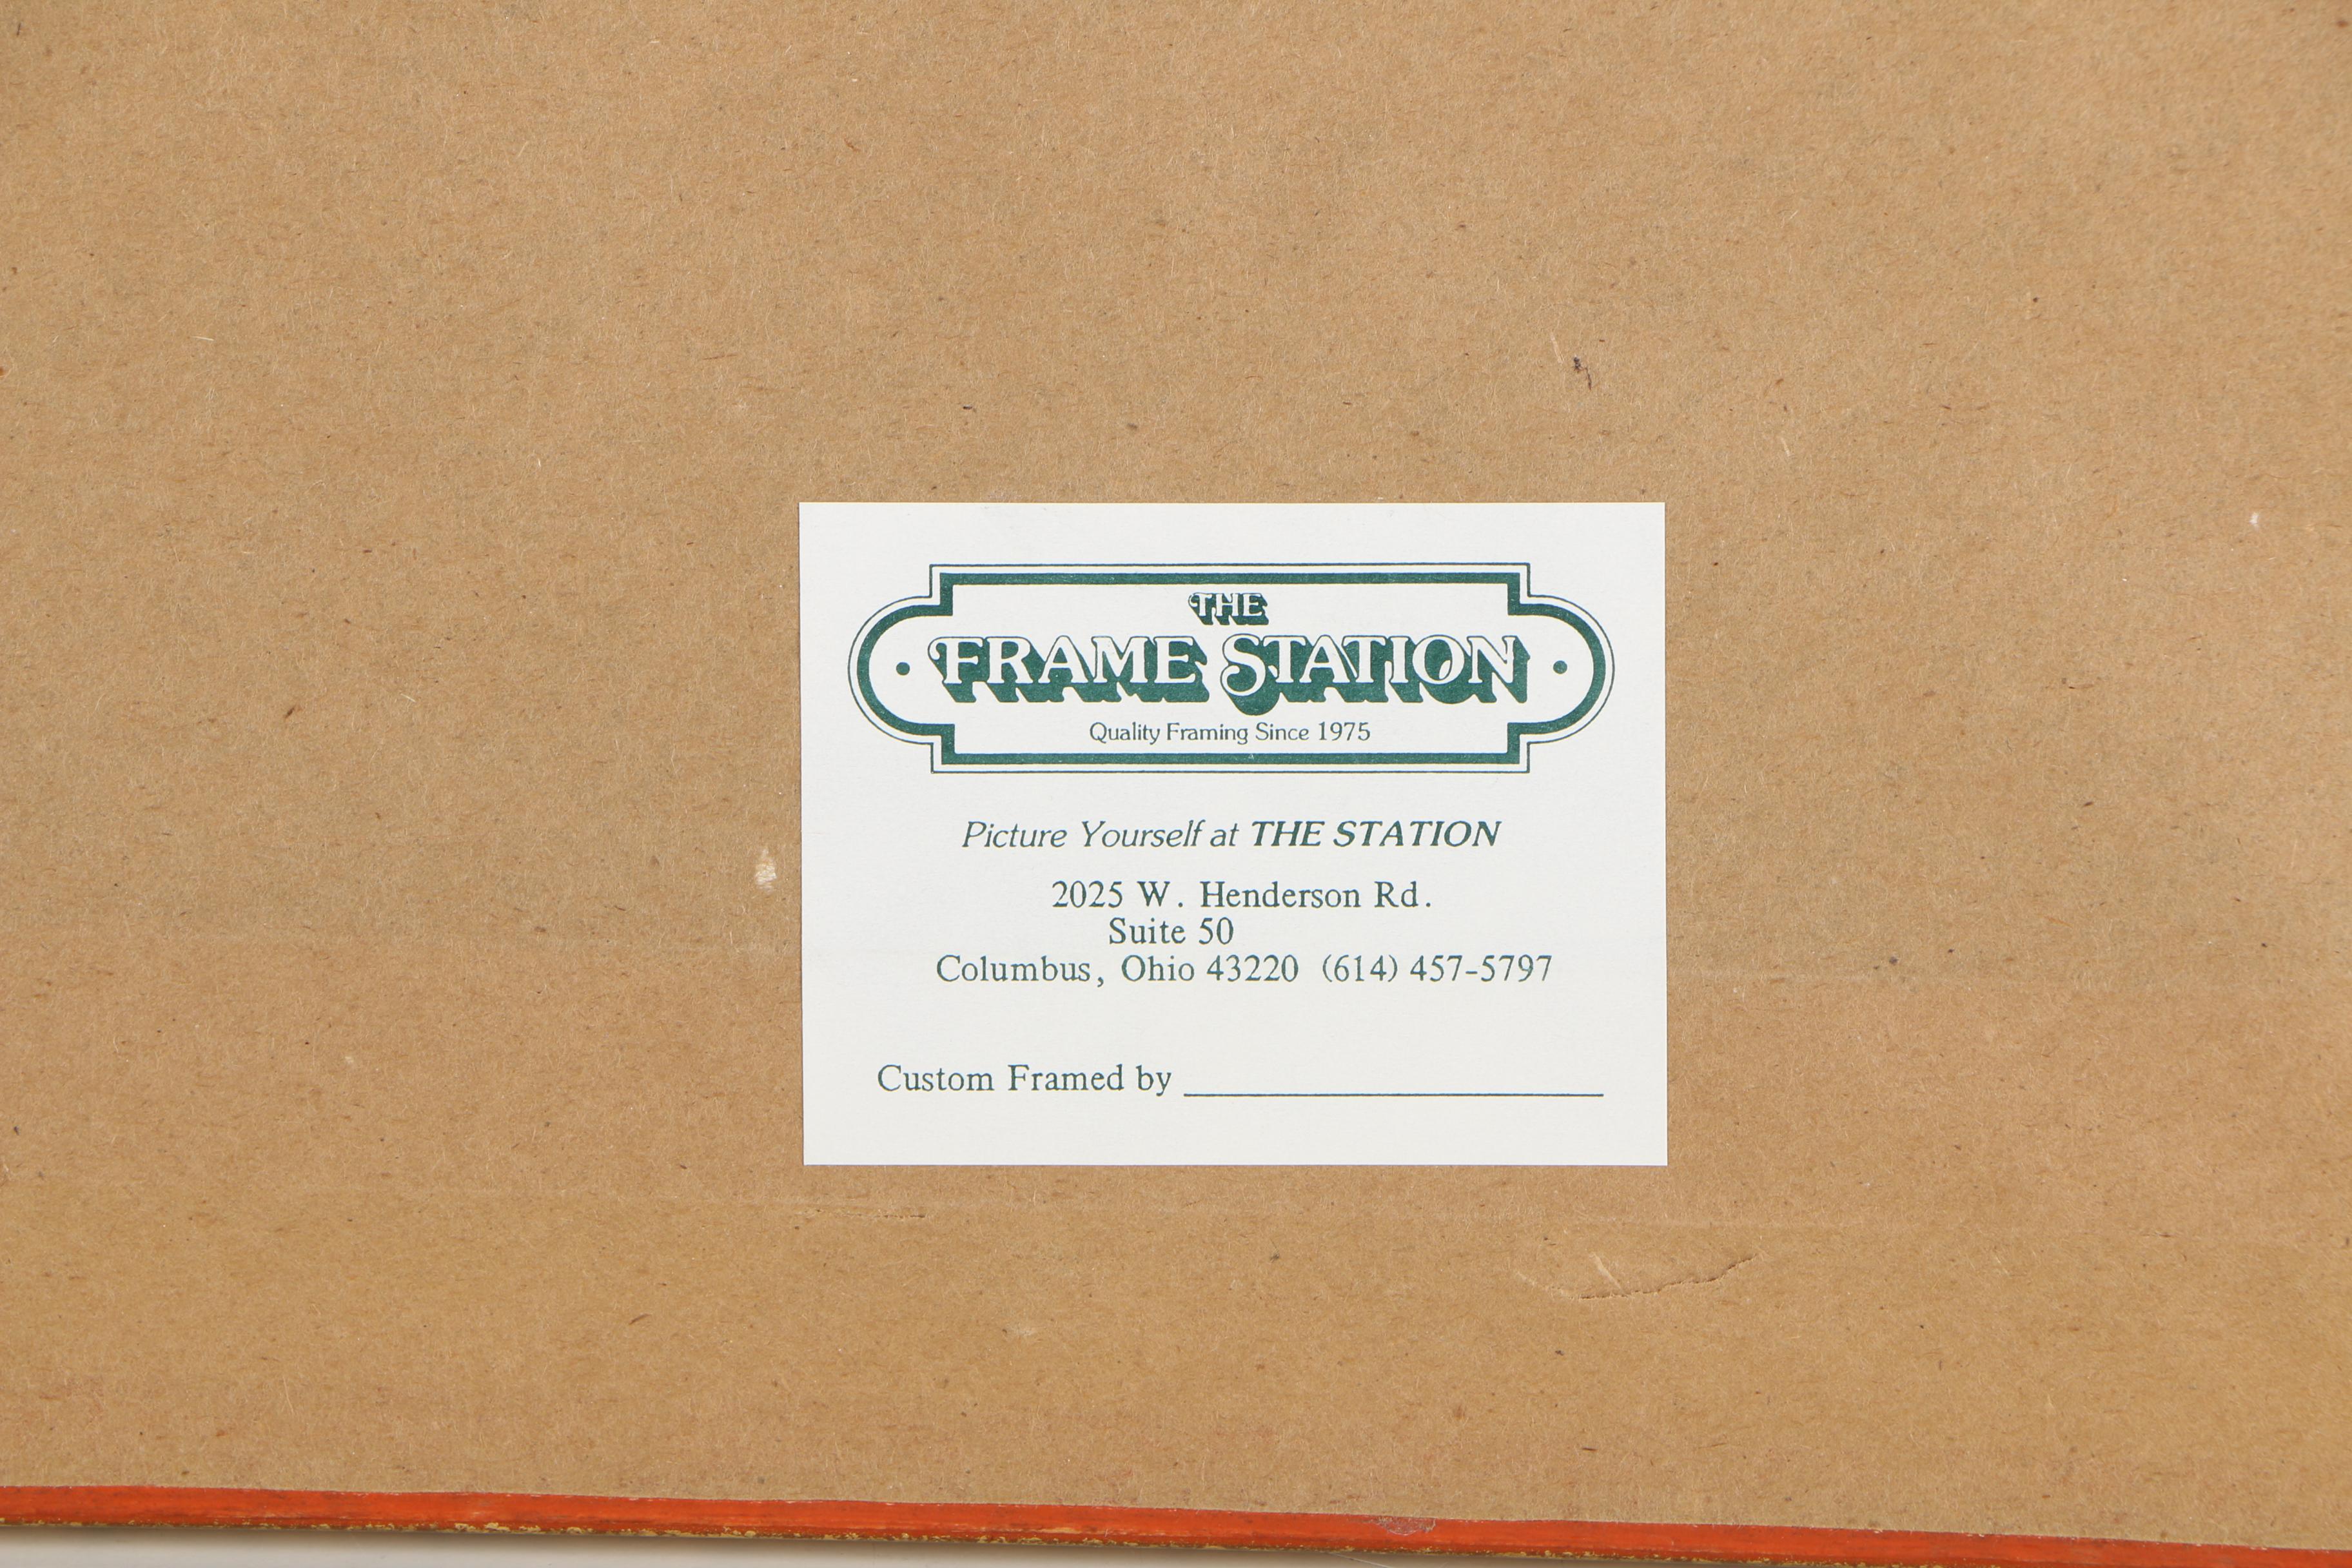 THE
FRAME STATION
Quality Framing Since 1975
Picture Yourself at THE STATION
2025 W. Henderson Rd.
Suite 50
Columbus, Ohio 43220 (614) 457-5797
Custom Framed by